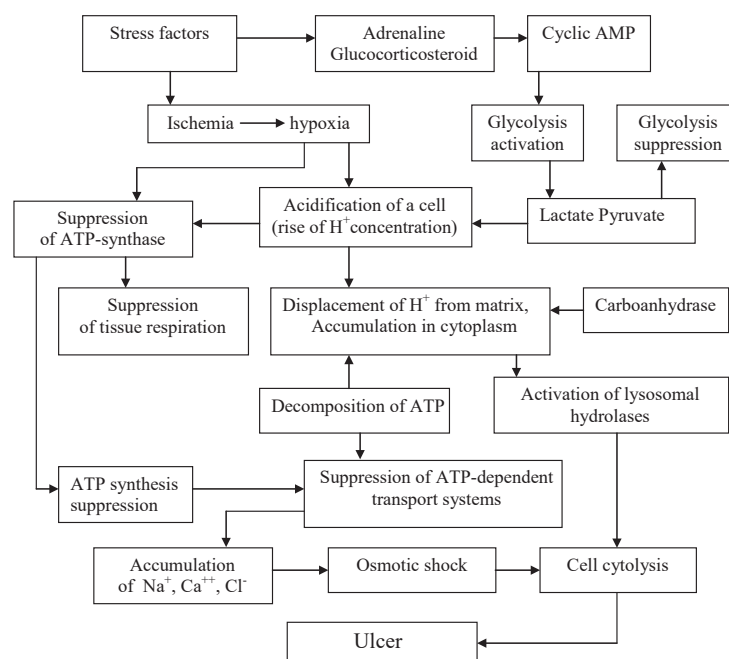 Stress factors
Adrenaline
Glucocorticosteroid
Cyclic AMP
Ischemia
hypoxia
Glycolysis
activation
Glycolysis
suppression
Suppression
of ATP-synthase
Acidification of a cell
(rise of H⁺concentration)
Lactate Pyruvate
Suppression
of tissue respiration
Displacement of H⁺ from matrix,
Accumulation in cytoplasm
Carboanhydrase
Decomposition of ATP
Activation of lysosomal
hydrolases
ATP synthesis
suppression
Suppression of ATP-dependent
transport systems
Accumulation
of Na⁺, Ca⁺⁺, Cl⁻
Osmotic shock
Cell cytolysis
Ulcer